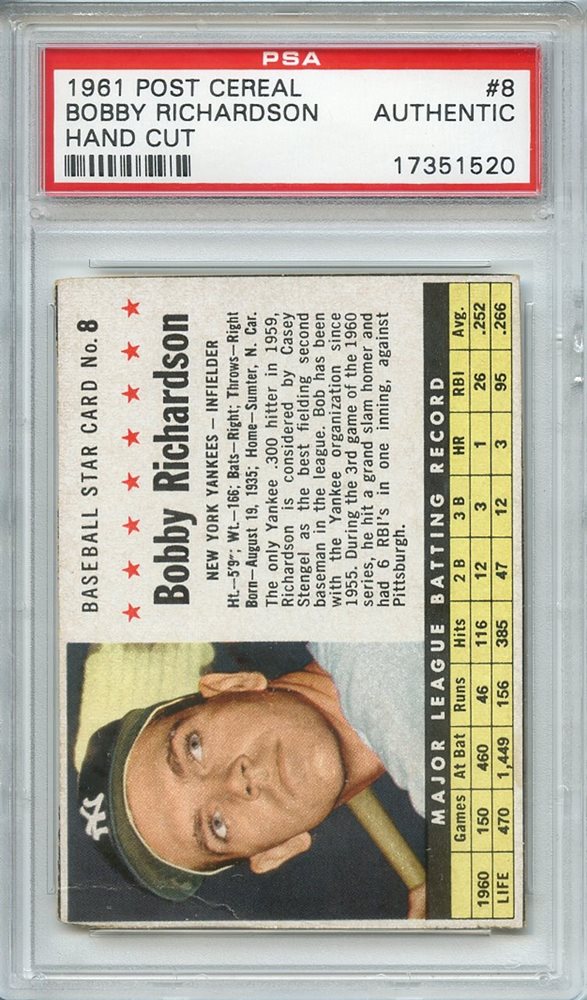 PSA
1961 POST CEREAL #8
BOBBY RICHARDSON AUTHENTIC
HAND CUT
17351520
BASEBALL STAR CARD No. 8
Bobby Richardson
NEW YORK YANKEES — INFIELDER
Ht.—5'9"; Wt.—166; Bats—Right; Throws—Right
Born—August 19, 1935; Home—Sumter, N. Car.
The only Yankee .300 hitter in 1959,
Richardson is considered by Casey
Stengel as the best fielding second
baseman in the league. Bob has been
with the Yankee organization since
1955. During the 3rd game of the 1960
series, he hit a grand slam homer and
had 6 RBI's in one inning, against
Pittsburgh.
NY
MAJOR LEAGUE BATTING RECORD
Games At Bat Runs Hits 2 B 3 B HR RBI Avg.
1960 150 460 46 116 12 3 1 26 .252
LIFE 470 1,449 156 385 47 12 3 95 .266